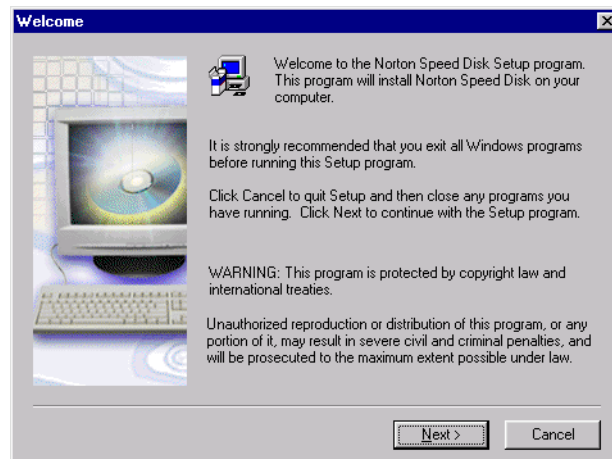 Welcome
Welcome to the Norton Speed Disk Setup program.
This program will install Norton Speed Disk on your
computer.
It is strongly recommended that you exit all Windows programs
before running this Setup program.
Click Cancel to quit Setup and then close any programs you
have running. Click Next to continue with the Setup program.
WARNING: This program is protected by copyright law and
international treaties.
Unauthorized reproduction or distribution of this program, or any
portion of it, may result in severe civil and criminal penalties, and
will be prosecuted to the maximum extent possible under law.
Next >
Cancel